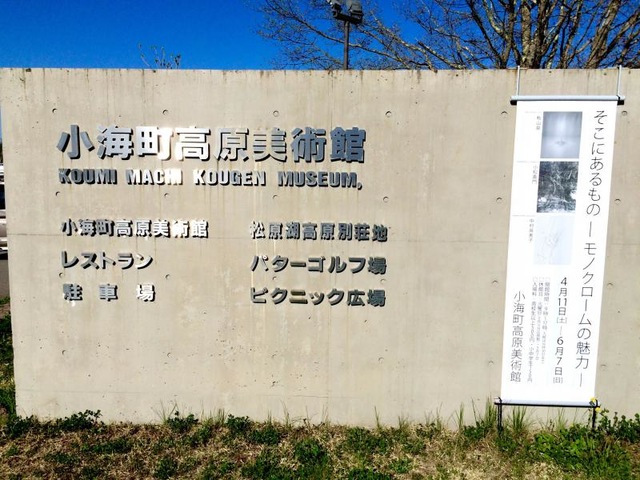 小海町高原美術館
KOUMI MACHI KOUGEN MUSEUM,
小海町高原美術館
レストラン
駐車場
松原湖高原別荘地
パターゴルフ場
ピクニック広場
そこにあるもの—モノクロームの魅力—
4月11日(土)—6月7日(日)
小海町高原美術館